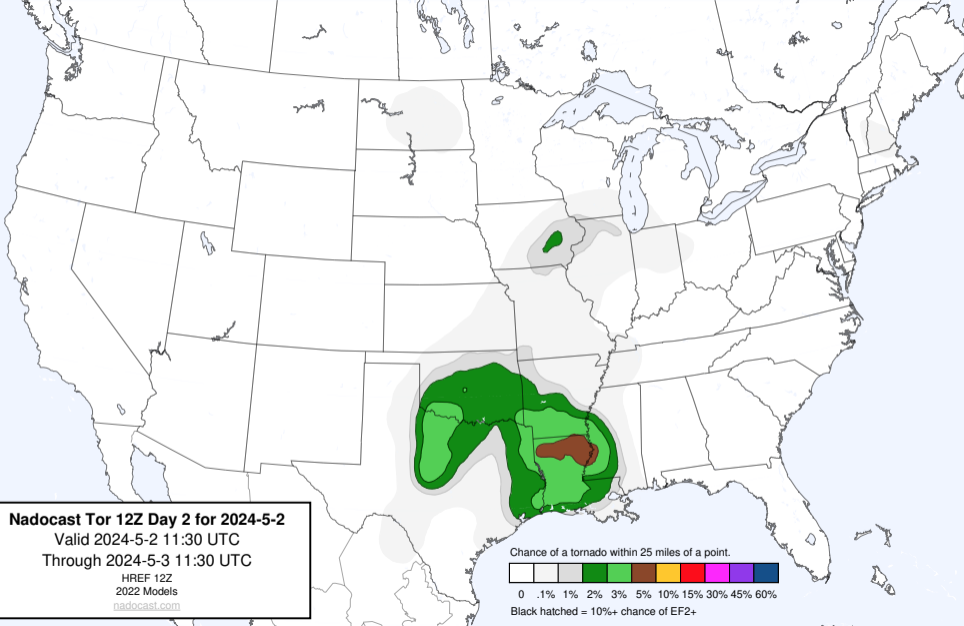 Nadocast Tor 12Z Day 2 for 2024-5-2
Valid 2024-5-2 11:30 UTC
Through 2024-5-3 11:30 UTC
HREF 12Z
2022 Models
nadocast.com
Chance of a tornado within 25 miles of a point.
0 .1% 1% 2% 3% 5% 10% 15% 30% 45% 60%
Black hatched = 10%+ chance of EF2+